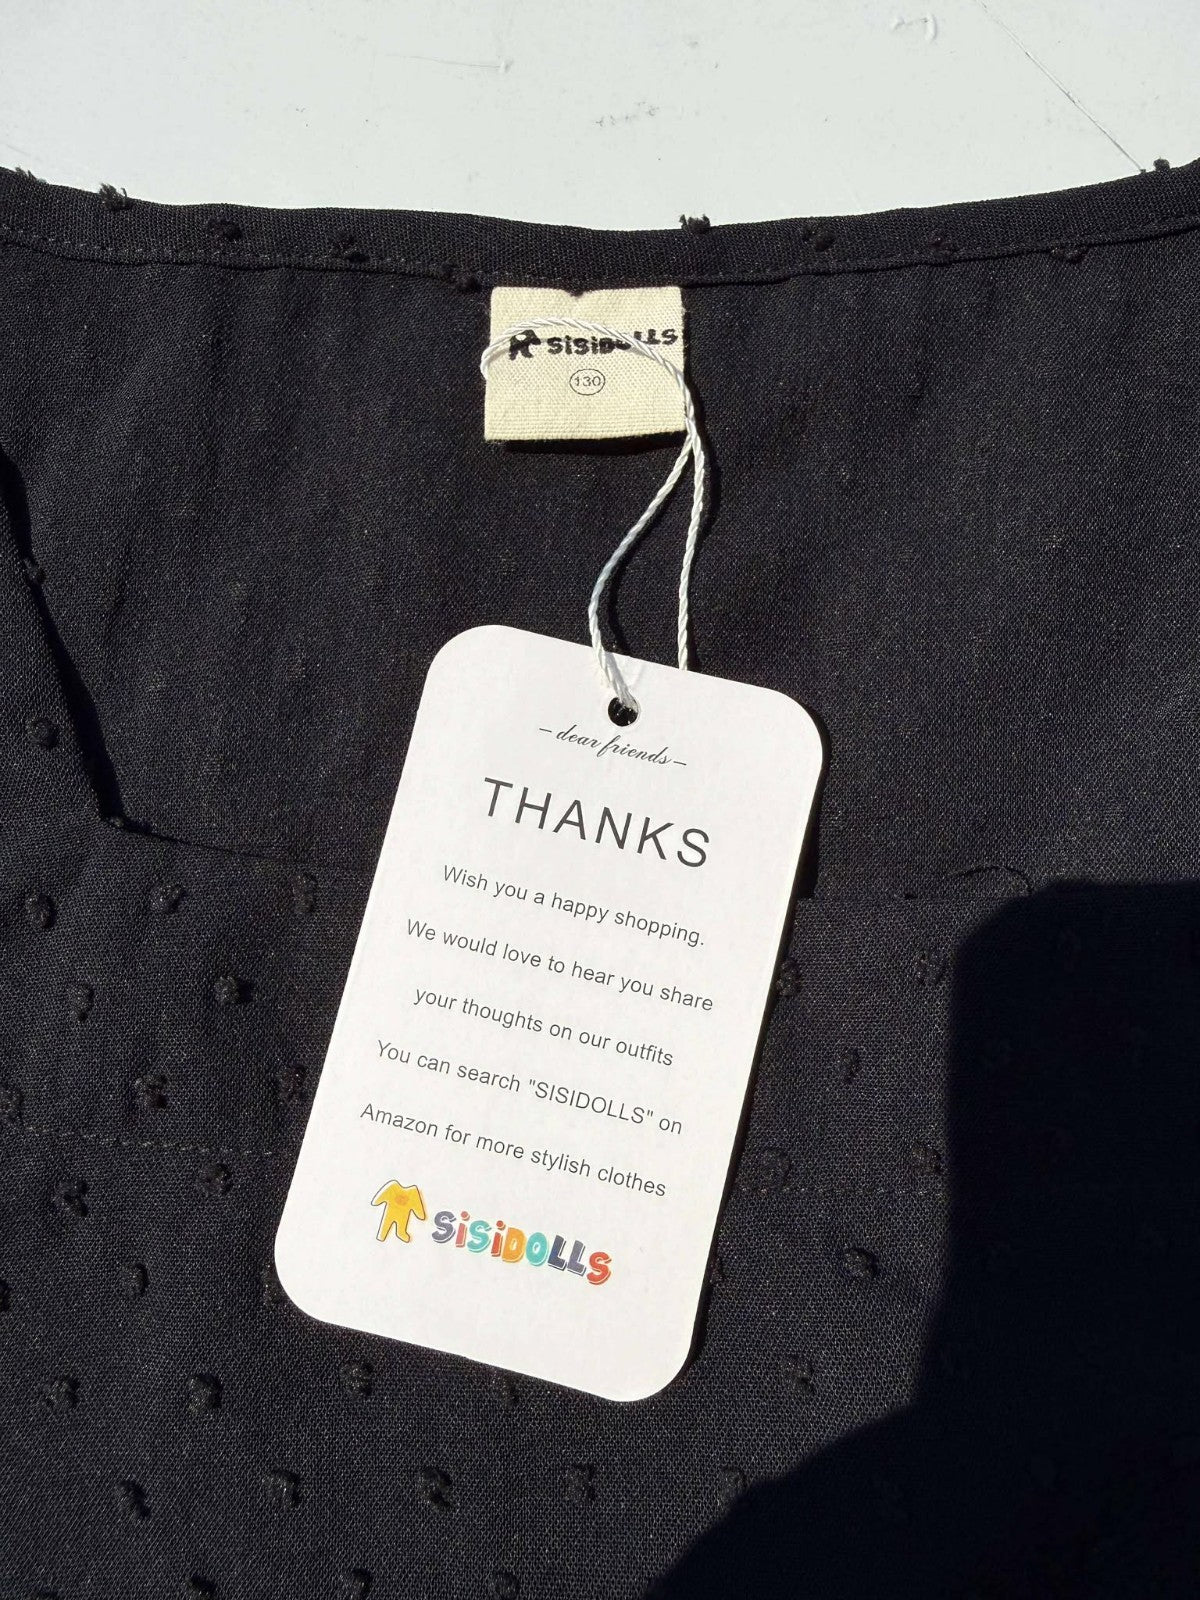 SISIDOLLS
130
– dear friends –
THANKS
Wish you a happy shopping.
We would love to hear you share
your thoughts on our outfits
You can search "SISIDOLLS" on
Amazon for more stylish clothes
SiSiDOLLS